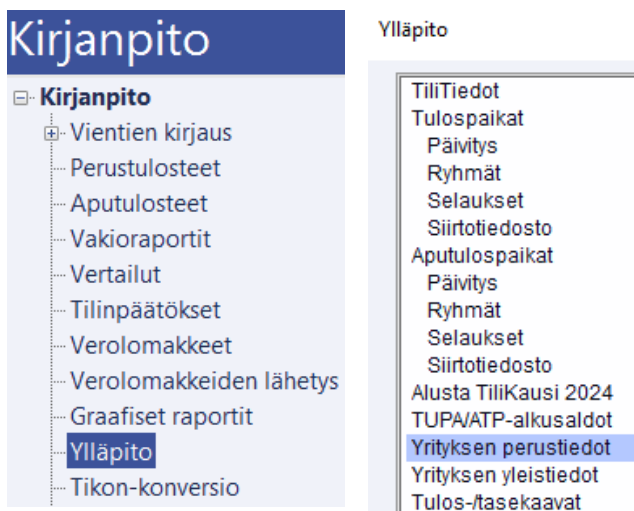 Kirjanpito
Kirjanpito
Vientien kirjaus
Perustulosteet
Aputulosteet
Vakioraportit
Vertailut
Tilinpäätökset
Verolomakkeet
Verolomakkeiden lähetys
Graafiset raportit
Ylläpito
Tikon-konversio
Ylläpito
TiliTiedot
Tulospaikat
Päivitys
Ryhmät
Selaukset
Siirtotiedosto
Aputulospaikat
Päivitys
Ryhmät
Selaukset
Siirtotiedosto
Alusta TiliKausi 2024
TUPA/ATP-alkusaldot
Yrityksen perustiedot
Yrityksen yleistiedot
Tulos-/tasekaavat